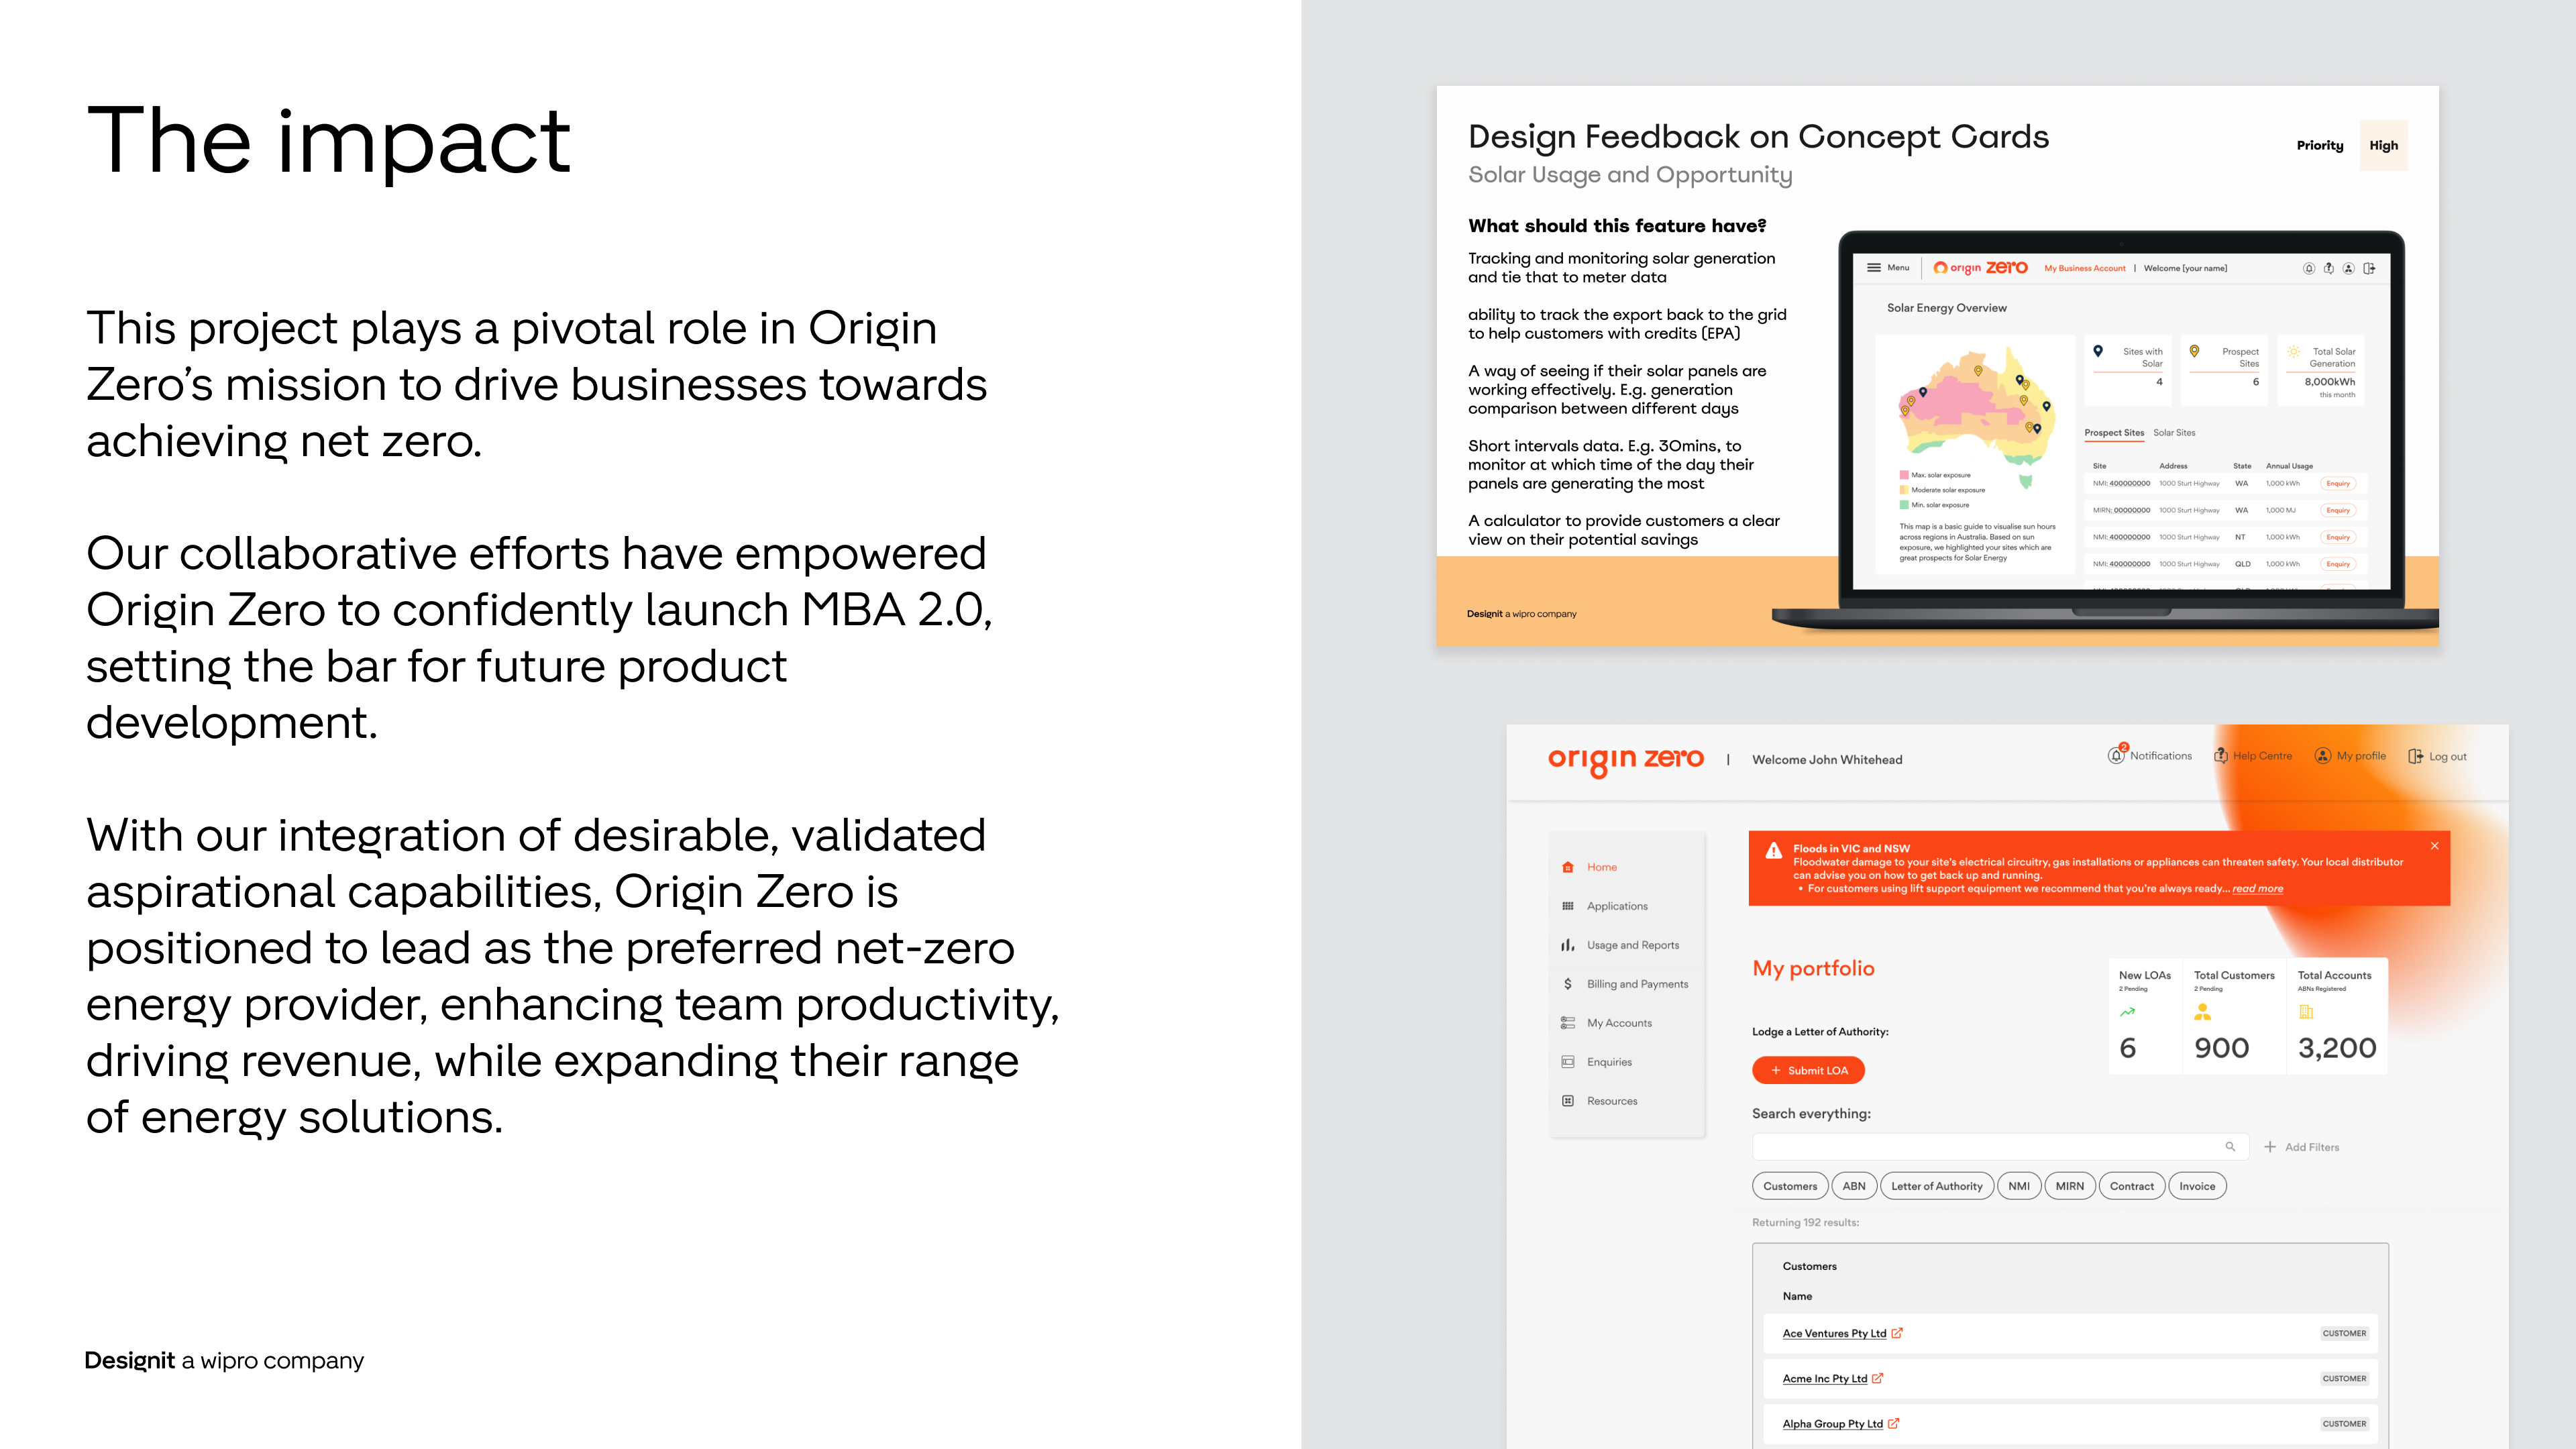 The impact
This project plays a pivotal role in Origin
Zero’s mission to drive businesses towards
achieving net zero.
Our collaborative efforts have empowered
Origin Zero to confidently launch MBA 2.0,
setting the bar for future product
development.
With our integration of desirable, validated
aspirational capabilities, Origin Zero is
positioned to lead as the preferred net-zero
energy provider, enhancing team productivity,
driving revenue, while expanding their range
of energy solutions.
Designit a wipro company
Design Feedback on Concept Cards
Solar Usage and Opportunity
Priority High
What should this feature have?
Tracking and monitoring solar generation
and tie that to meter data
ability to track the export back to the grid
to help customers with credits (EPA)
A way of seeing if their solar panels are
working effectively. E.g. generation
comparison between different days
Short intervals data. E.g. 30mins, to
monitor at which time of the day their
panels are generating the most
A calculator to provide customers a clear
view on their potential savings
Designit a wipro company
Menu origin zero My Business Account | Welcome [your name]
Solar Energy Overview
Max. solar exposure
Moderate solar exposure
Min. solar exposure
This map is a basic guide to visualise sun hours
across regions in Australia. Based on sun
exposure, we highlighted your sites which are
great prospects for Solar Energy
Sites with
Solar
4
Prospect
Sites
6
Total Solar
Generation
8,000kWh
this month
Prospect Sites Solar Sites
Site Address State Annual Usage
NMI: 400000000 1000 Sturt Highway WA 1,000 kWh Enquiry
MIRN: 00000000 1000 Sturt Highway WA 1,000 MJ Enquiry
NMI: 400000000 1000 Sturt Highway NT 1,000 kWh Enquiry
NMI: 400000000 1000 Sturt Highway QLD 1,000 kWh Enquiry
origin zero | Welcome John Whitehead
2 Notifications Help Centre My profile Log out
Home
Applications
Usage and Reports
Billing and Payments
My Accounts
Enquiries
Resources
Floods in VIC and NSW
Floodwater damage to your site’s electrical circuitry, gas installations or appliances can threaten safety. Your local distributor
can advise you on how to get back up and running.
• For customers using lift support equipment we recommend that you’re always ready... read more
My portfolio
New LOAs
2 Pending
6
Total Customers
2 Pending
900
Total Accounts
ABNs Registered
3,200
Lodge a Letter of Authority:
+ Submit LOA
Search everything:
+ Add Filters
Customers ABN Letter of Authority NMI MIRN Contract Invoice
Returning 192 results:
Customers
Name
Ace Ventures Pty Ltd CUSTOMER
Acme Inc Pty Ltd CUSTOMER
Alpha Group Pty Ltd CUSTOMER